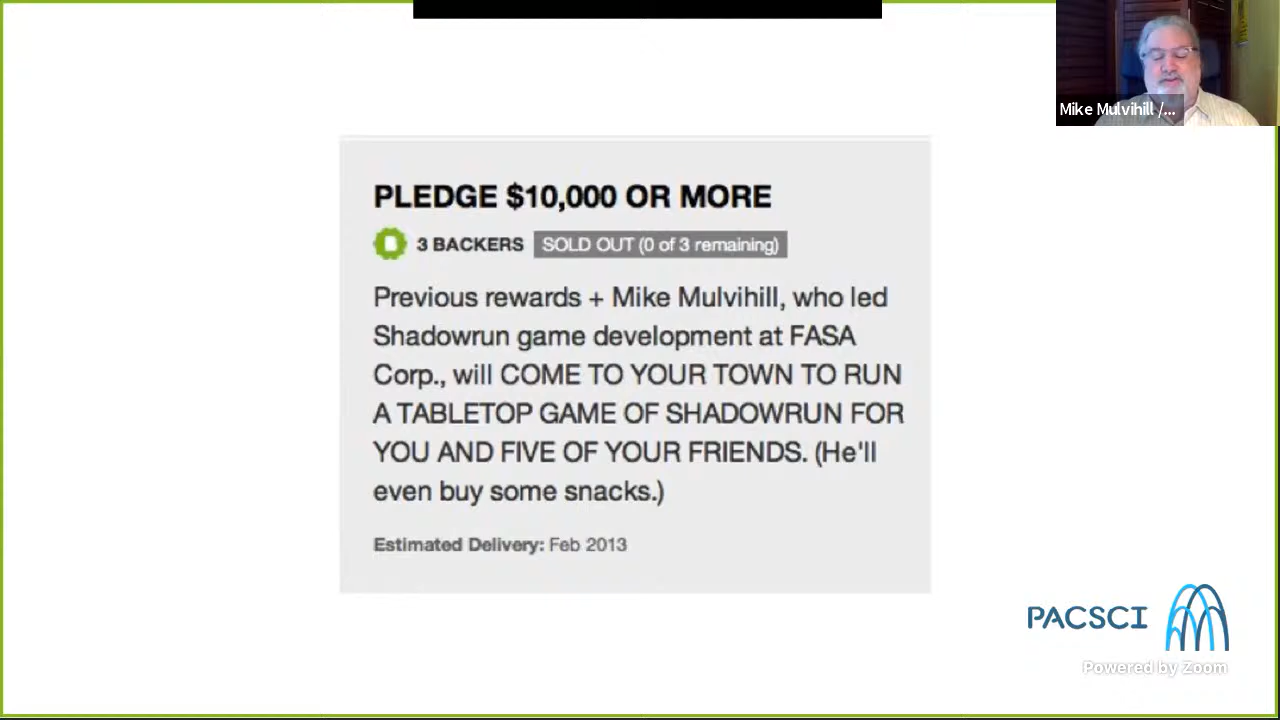 Mike Mulvihill /...
PLEDGE $10,000 OR MORE
3 BACKERS SOLD OUT (0 of 3 remaining)
Previous rewards + Mike Mulvihill, who led
Shadowrun game development at FASA
Corp., will COME TO YOUR TOWN TO RUN
A TABLETOP GAME OF SHADOWRUN FOR
YOU AND FIVE OF YOUR FRIENDS. (He'll
even buy some snacks.)
Estimated Delivery: Feb 2013
PACSCI
Powered by Zoom